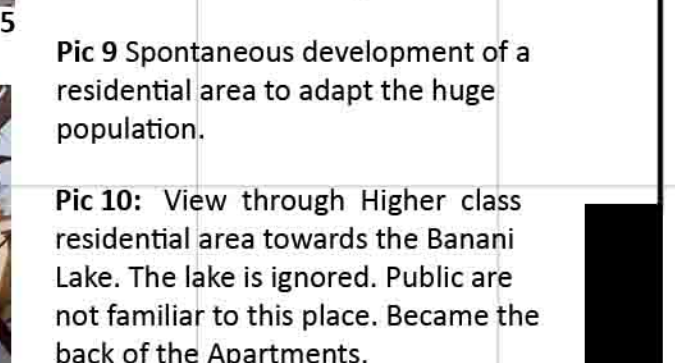 5
Pic 9 Spontaneous development of a
residential area to adapt the huge
population.
Pic 10: View through Higher class
residential area towards the Banani
Lake. The lake is ignored. Public are
not familiar to this place. Became the
back of the Apartments.